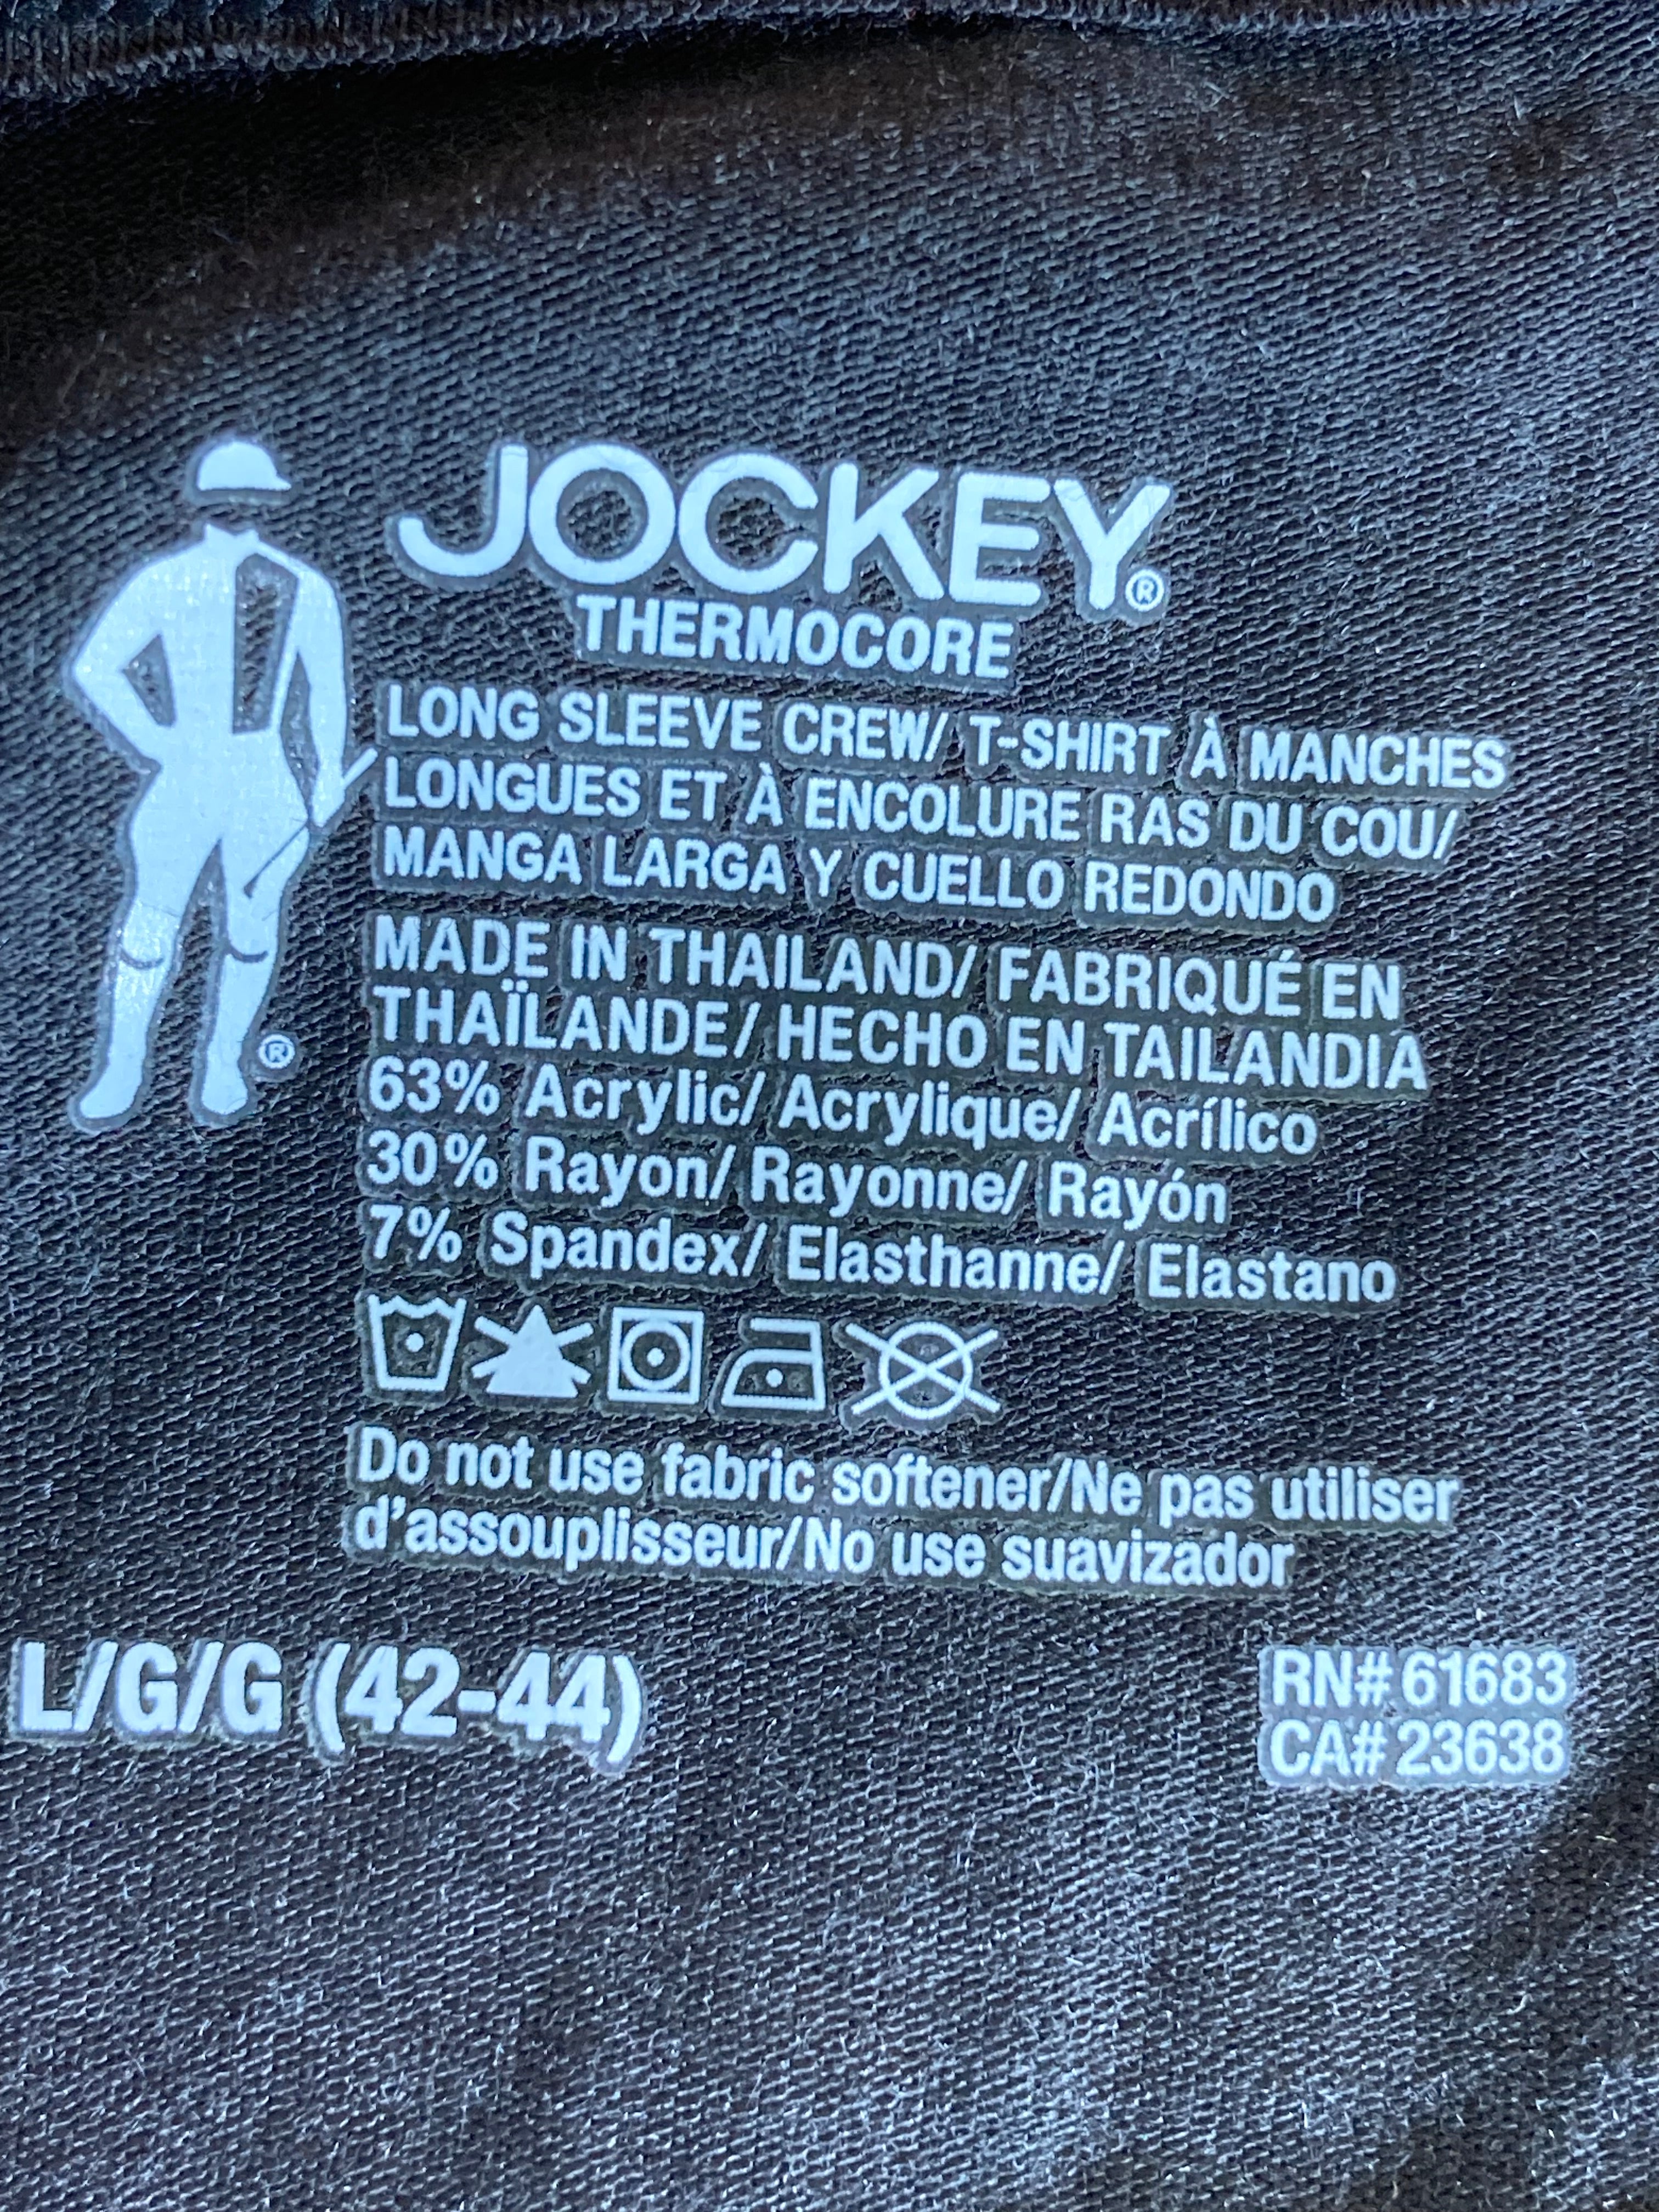 JOCKEY®
THERMOCORE
LONG SLEEVE CREW/ T-SHIRT À MANCHES
LONGUES ET À ENCOLURE RAS DU COU/
MANGA LARGA Y CUELLO REDONDO
MADE IN THAILAND/ FABRIQUÉ EN
THAÏLANDE/ HECHO EN TAILANDIA
®
63% Acrylic/ Acrylique/ Acrílico
30% Rayon/ Rayonne/ Rayón
7% Spandex/ Elasthanne/ Elastano
Do not use fabric softener/Ne pas utiliser
d'assouplisseur/No use suavizador
L/G/G (42-44)
RN# 61683
CA# 23638